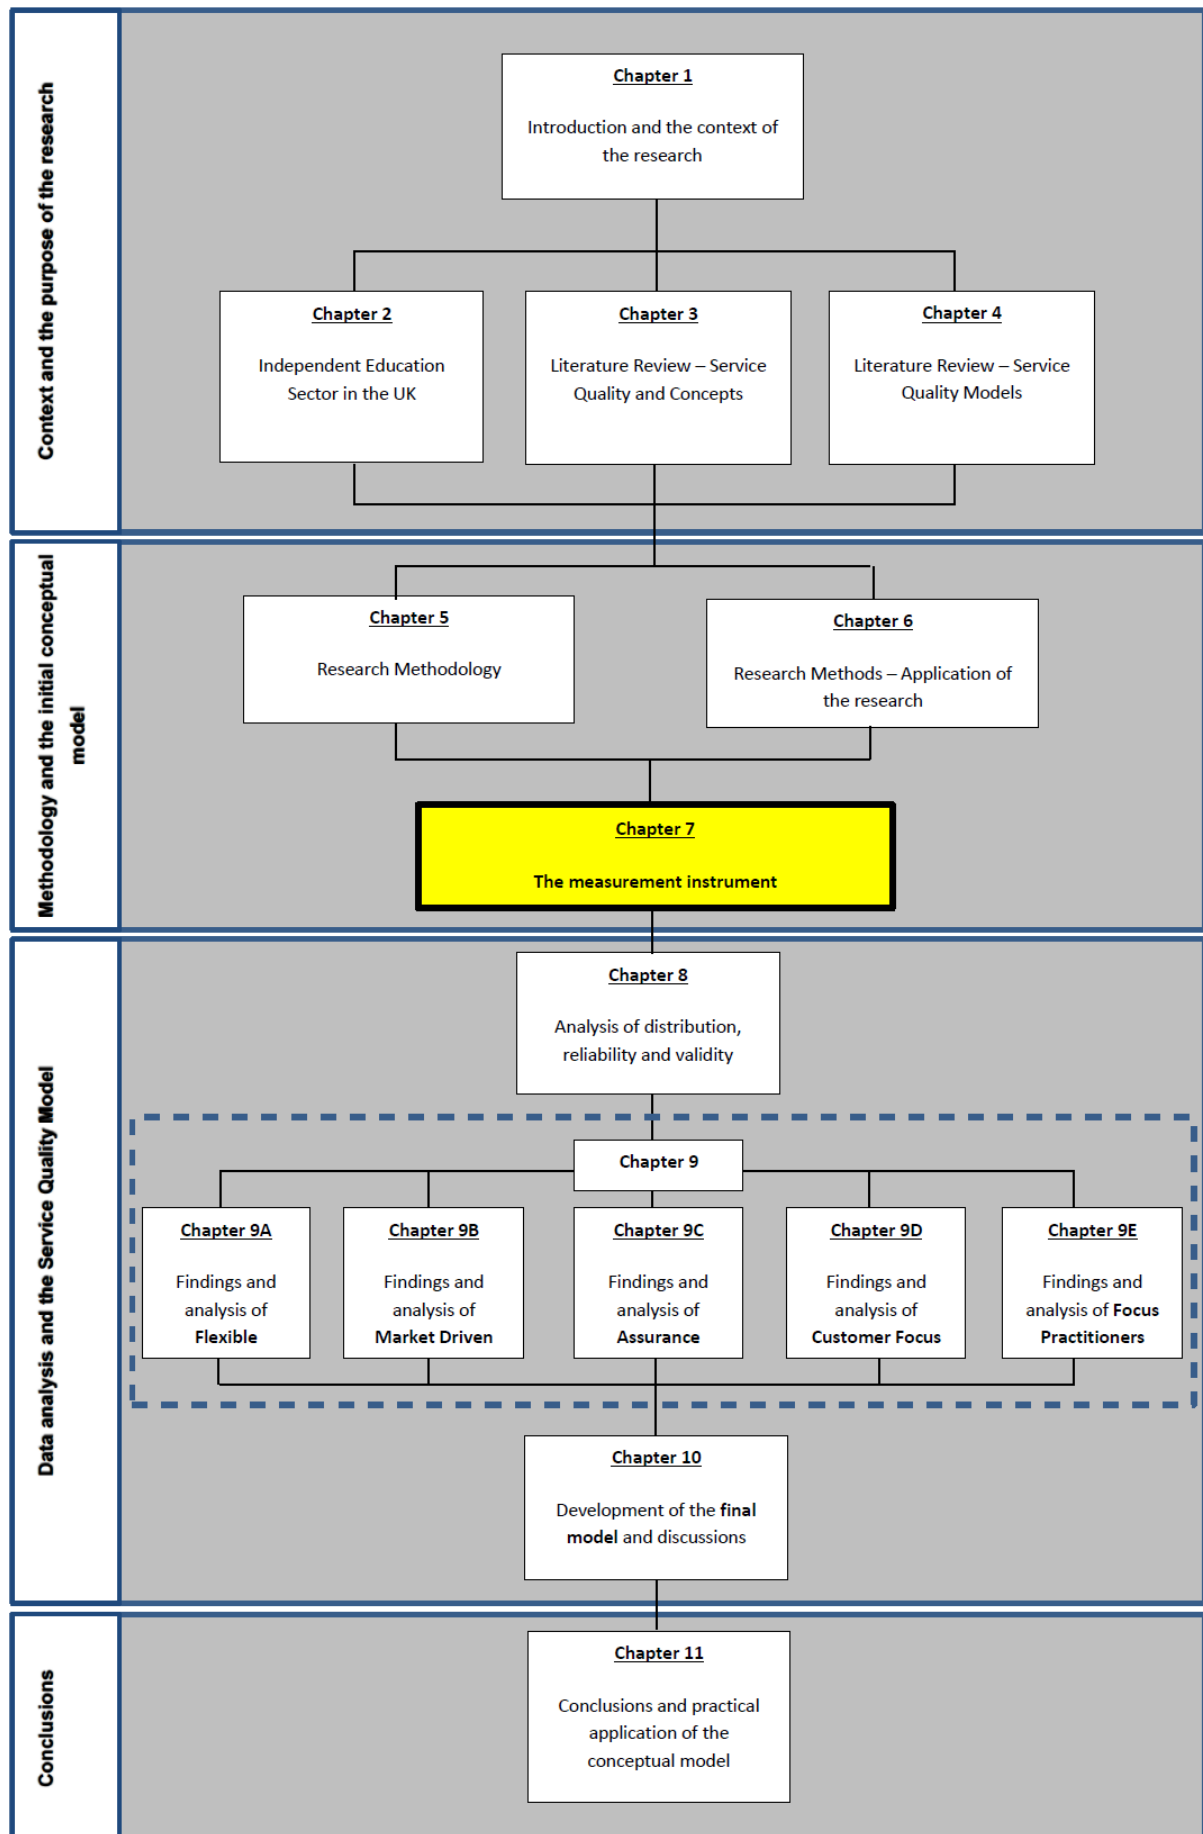 Context and the purpose of the research
Chapter 1
Introduction and the context of
the research
Chapter 2
Independent Education
Sector in the UK
Chapter 3
Literature Review – Service
Quality and Concepts
Chapter 4
Literature Review – Service
Quality Models
Methodology and the initial conceptual
model
Chapter 5
Research Methodology
Chapter 6
Research Methods – Application of
the research
Chapter 7
The measurement instrument
Data analysis and the Service Quality Model
Chapter 8
Analysis of distribution,
reliability and validity
Chapter 9
Chapter 9A
Findings and
analysis of
Flexible
Chapter 9B
Findings and
analysis of
Market Driven
Chapter 9C
Findings and
analysis of
Assurance
Chapter 9D
Findings and
analysis of
Customer Focus
Chapter 9E
Findings and
analysis of Focus
Practitioners
Chapter 10
Development of the final
model and discussions
Conclusions
Chapter 11
Conclusions and practical
application of the
conceptual model